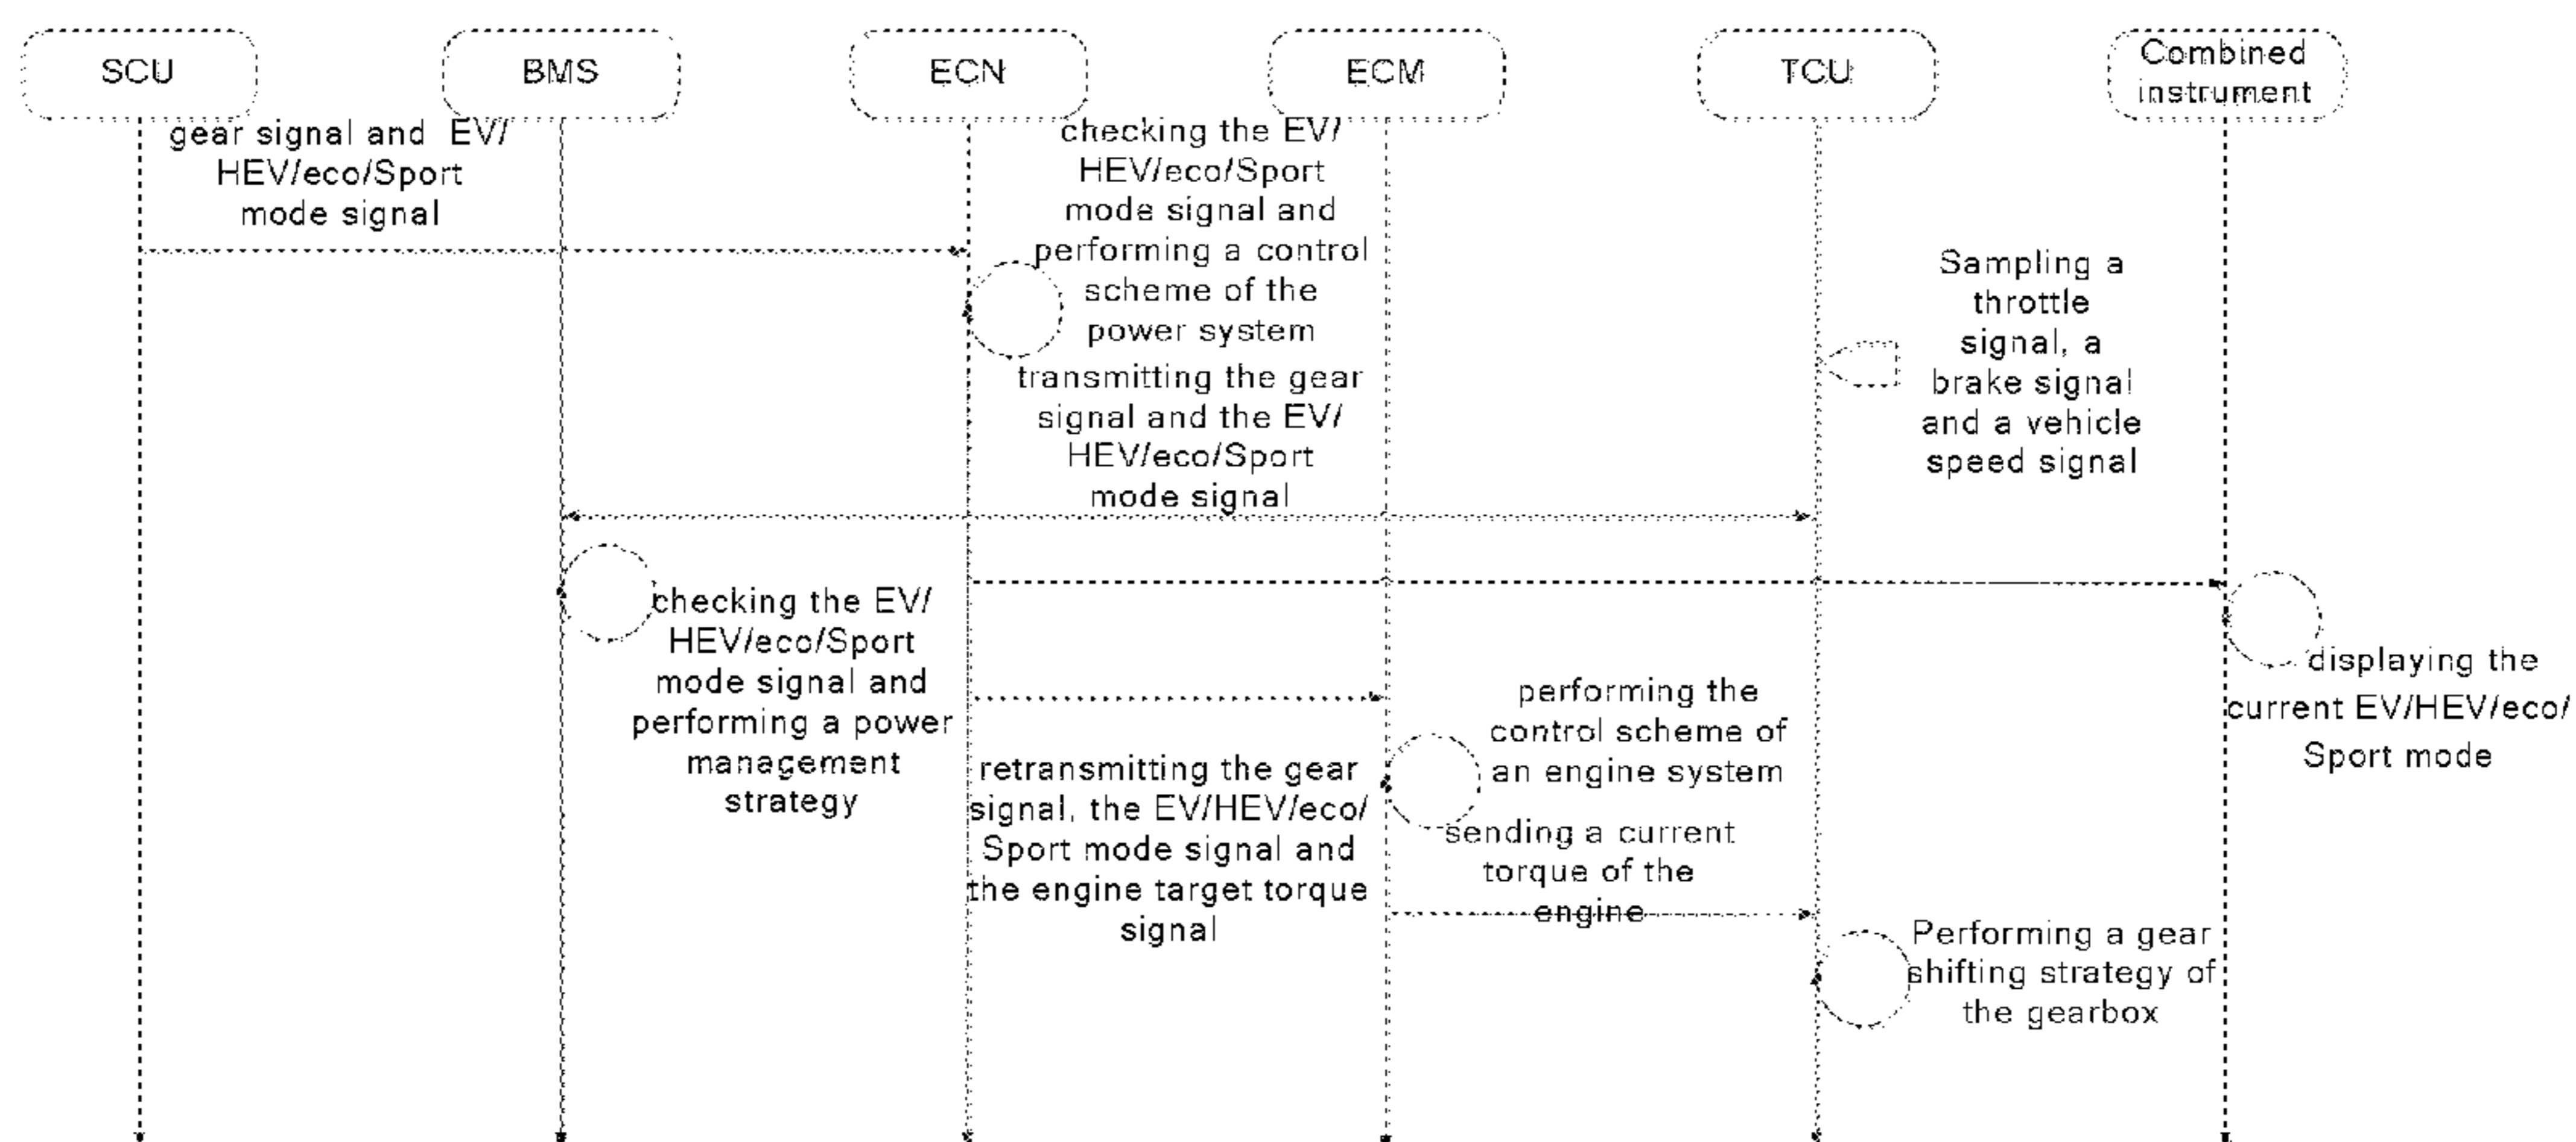 SCU
BMS
ECN
ECM
TCU
Combined
instrument
gear signal and EV/
HEV/eco/Sport
mode signal
checking the EV/
HEV/eco/Sport
mode signal and
performing a control
scheme of the
power system
transmitting the gear
signal and the EV/
HEV/eco/Sport
mode signal
Sampling a
throttle
signal, a
brake signal
and a vehicle
speed signal
checking the EV/
HEV/eco/Sport
mode signal and
performing a power
management
strategy
retransmitting the gear
signal, the EV/HEV/eco/
Sport mode signal and
the engine target torque
signal
performing the
control scheme of
an engine system
sending a current
torque of the
engine
displaying the
current EV/HEV/eco/
Sport mode
Performing a gear
shifting strategy of
the gearbox